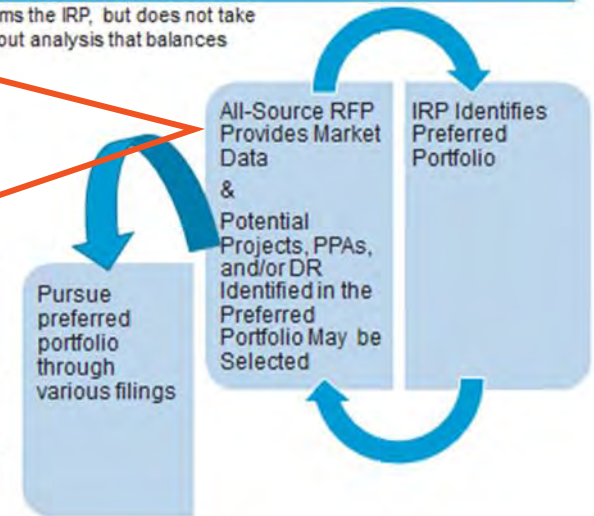 ms the IRP, but does not take
out analysis that balances
All-Source RFP
Provides Market
Data
&
Potential
Projects, PPAs,
and/or DR
Identified in the
Preferred
Portfolio May be
Selected
IRP Identifies
Preferred
Portfolio
Pursue
preferred
portfolio
through
various filings